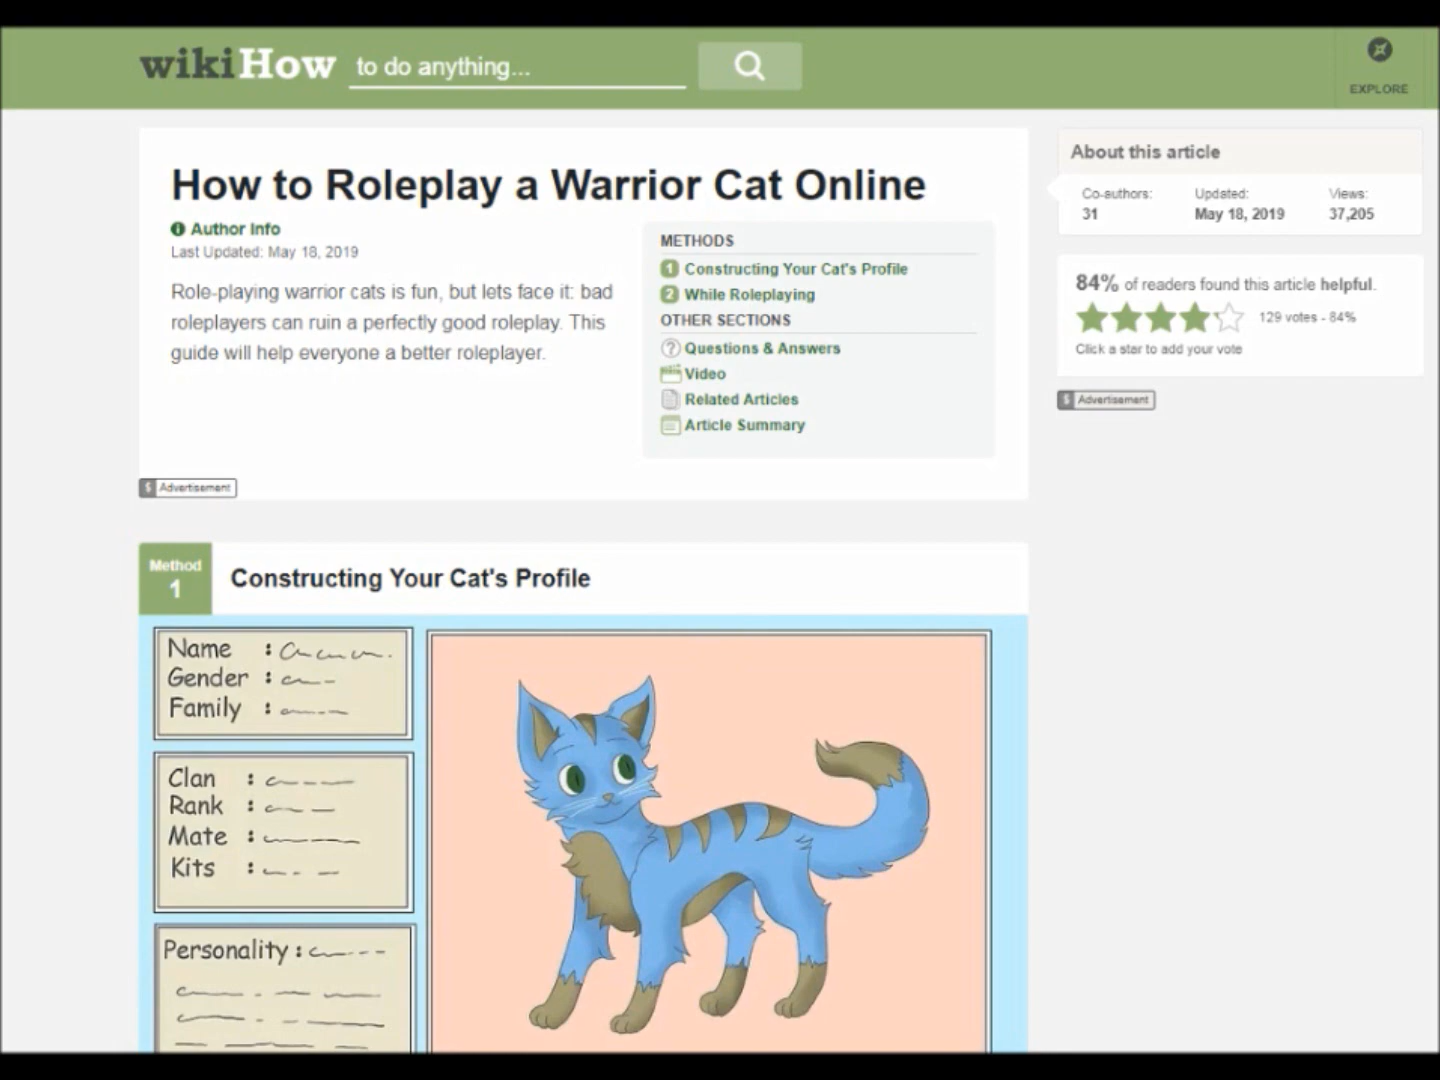 wikiHow to do anything...
EXPLORE
How to Roleplay a Warrior Cat Online
Author Info
Last Updated: May 18, 2019
Role-playing warrior cats is fun, but lets face it: bad
roleplayers can ruin a perfectly good roleplay. This
guide will help everyone a better roleplayer.
METHODS
1 Constructing Your Cat's Profile
2 While Roleplaying
OTHER SECTIONS
? Questions & Answers
Video
Related Articles
Article Summary
$ Advertisement
About this article
Co-authors: Updated: Views:
31 May 18, 2019 37,205
84% of readers found this article helpful.
129 votes - 84%
Click a star to add your vote
$ Advertisement
Method
1
Constructing Your Cat's Profile
Name :
Gender :
Family :
Clan :
Rank :
Mate :
Kits :
Personality :